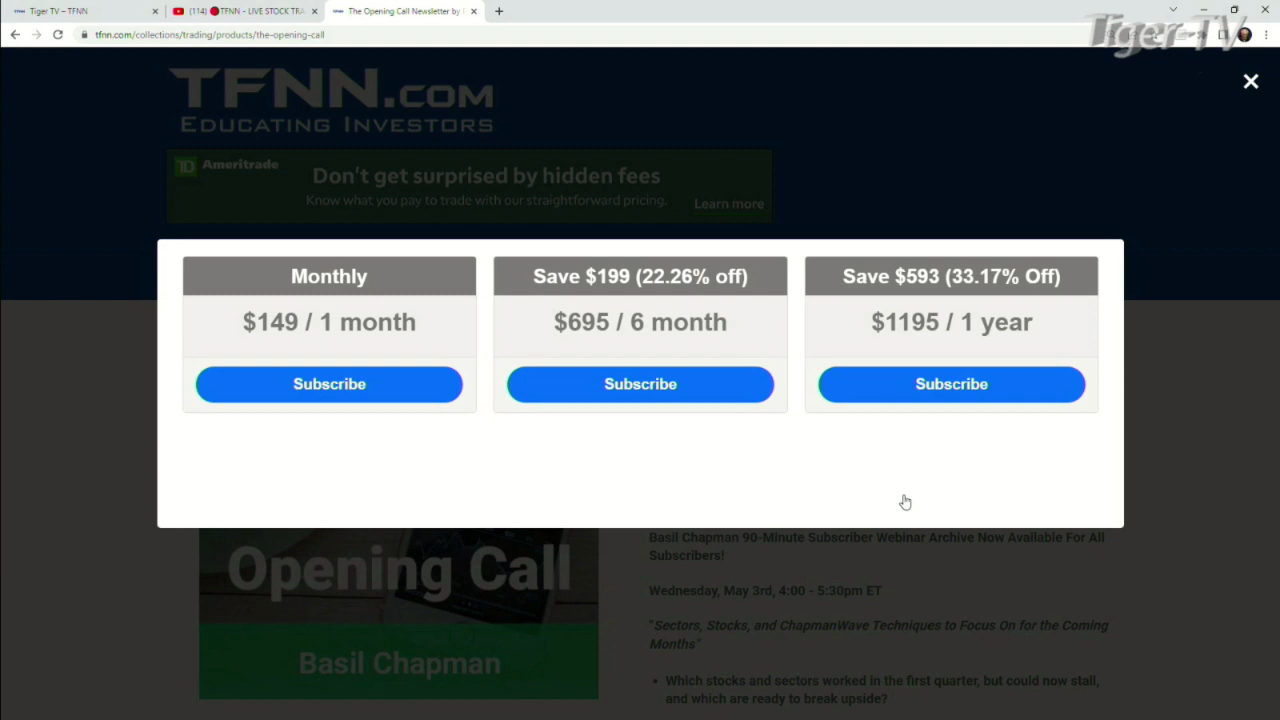 Tiger TV – TFNN
(114) 🔴TFNN - LIVE STOCK TRA
The Opening Call Newsletter by
tfnn.com/collections/trading/products/the-opening-call
Tiger-TV
TFNN.COM
EDUCATING INVESTORS
TD Ameritrade
Don't get surprised by hidden fees
Know what you pay to trade with our straightforward pricing.
Learn more
Monthly
$149 / 1 month
Subscribe
Save $199 (22.26% off)
$695 / 6 month
Subscribe
Save $593 (33.17% Off)
$1195 / 1 year
Subscribe
Opening Call
Basil Chapman
Basil Chapman 90-Minute Subscriber Webinar Archive Now Available For All
Subscribers!
Wednesday, May 3rd, 4:00 - 5:30pm ET
"Sectors, Stocks, and ChapmanWave Techniques to Focus On for the Coming
Months"
• Which stocks and sectors worked in the first quarter, but could now stall,
and which are ready to break upside?